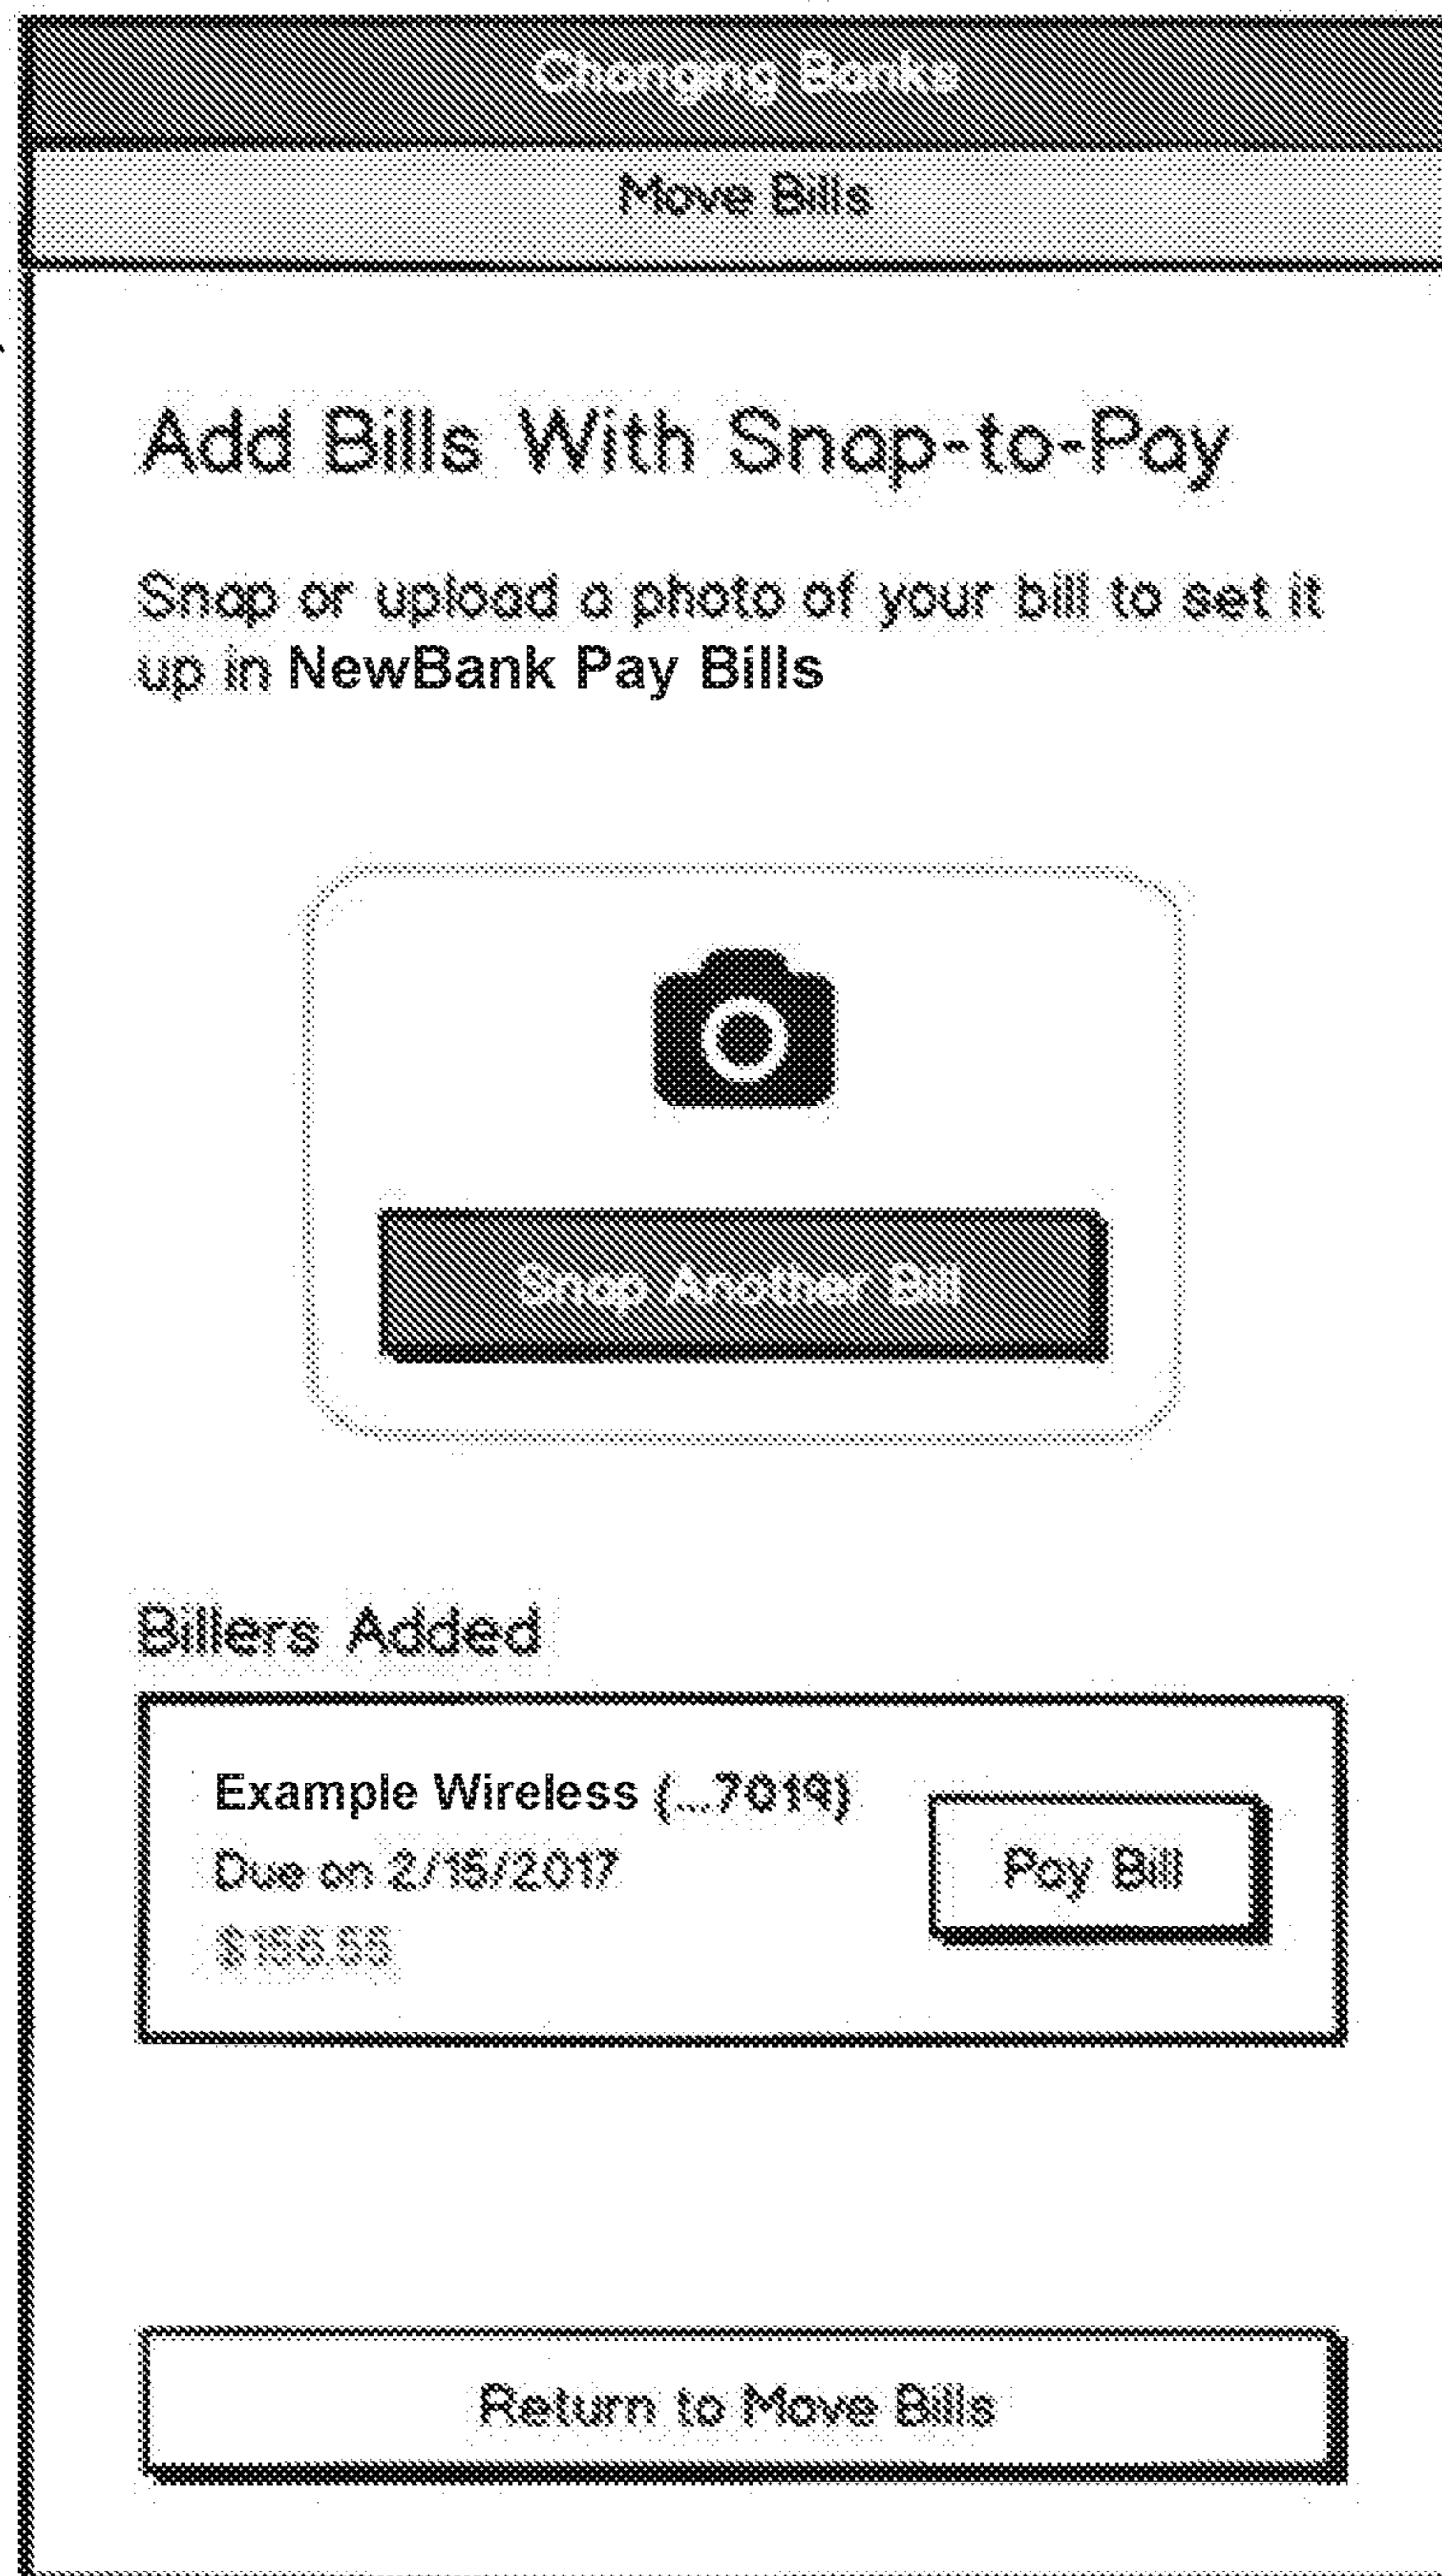 Changing Banks
Move Bills
Add Bills With Snap-to-Pay
Snap or upload a photo of your bill to set it
up in NewBank Pay Bills
Snap Another Bill
Billers Added
Example Wireless (...7019)
Due on 2/15/2017
Pay Bill
Return to Move Bills